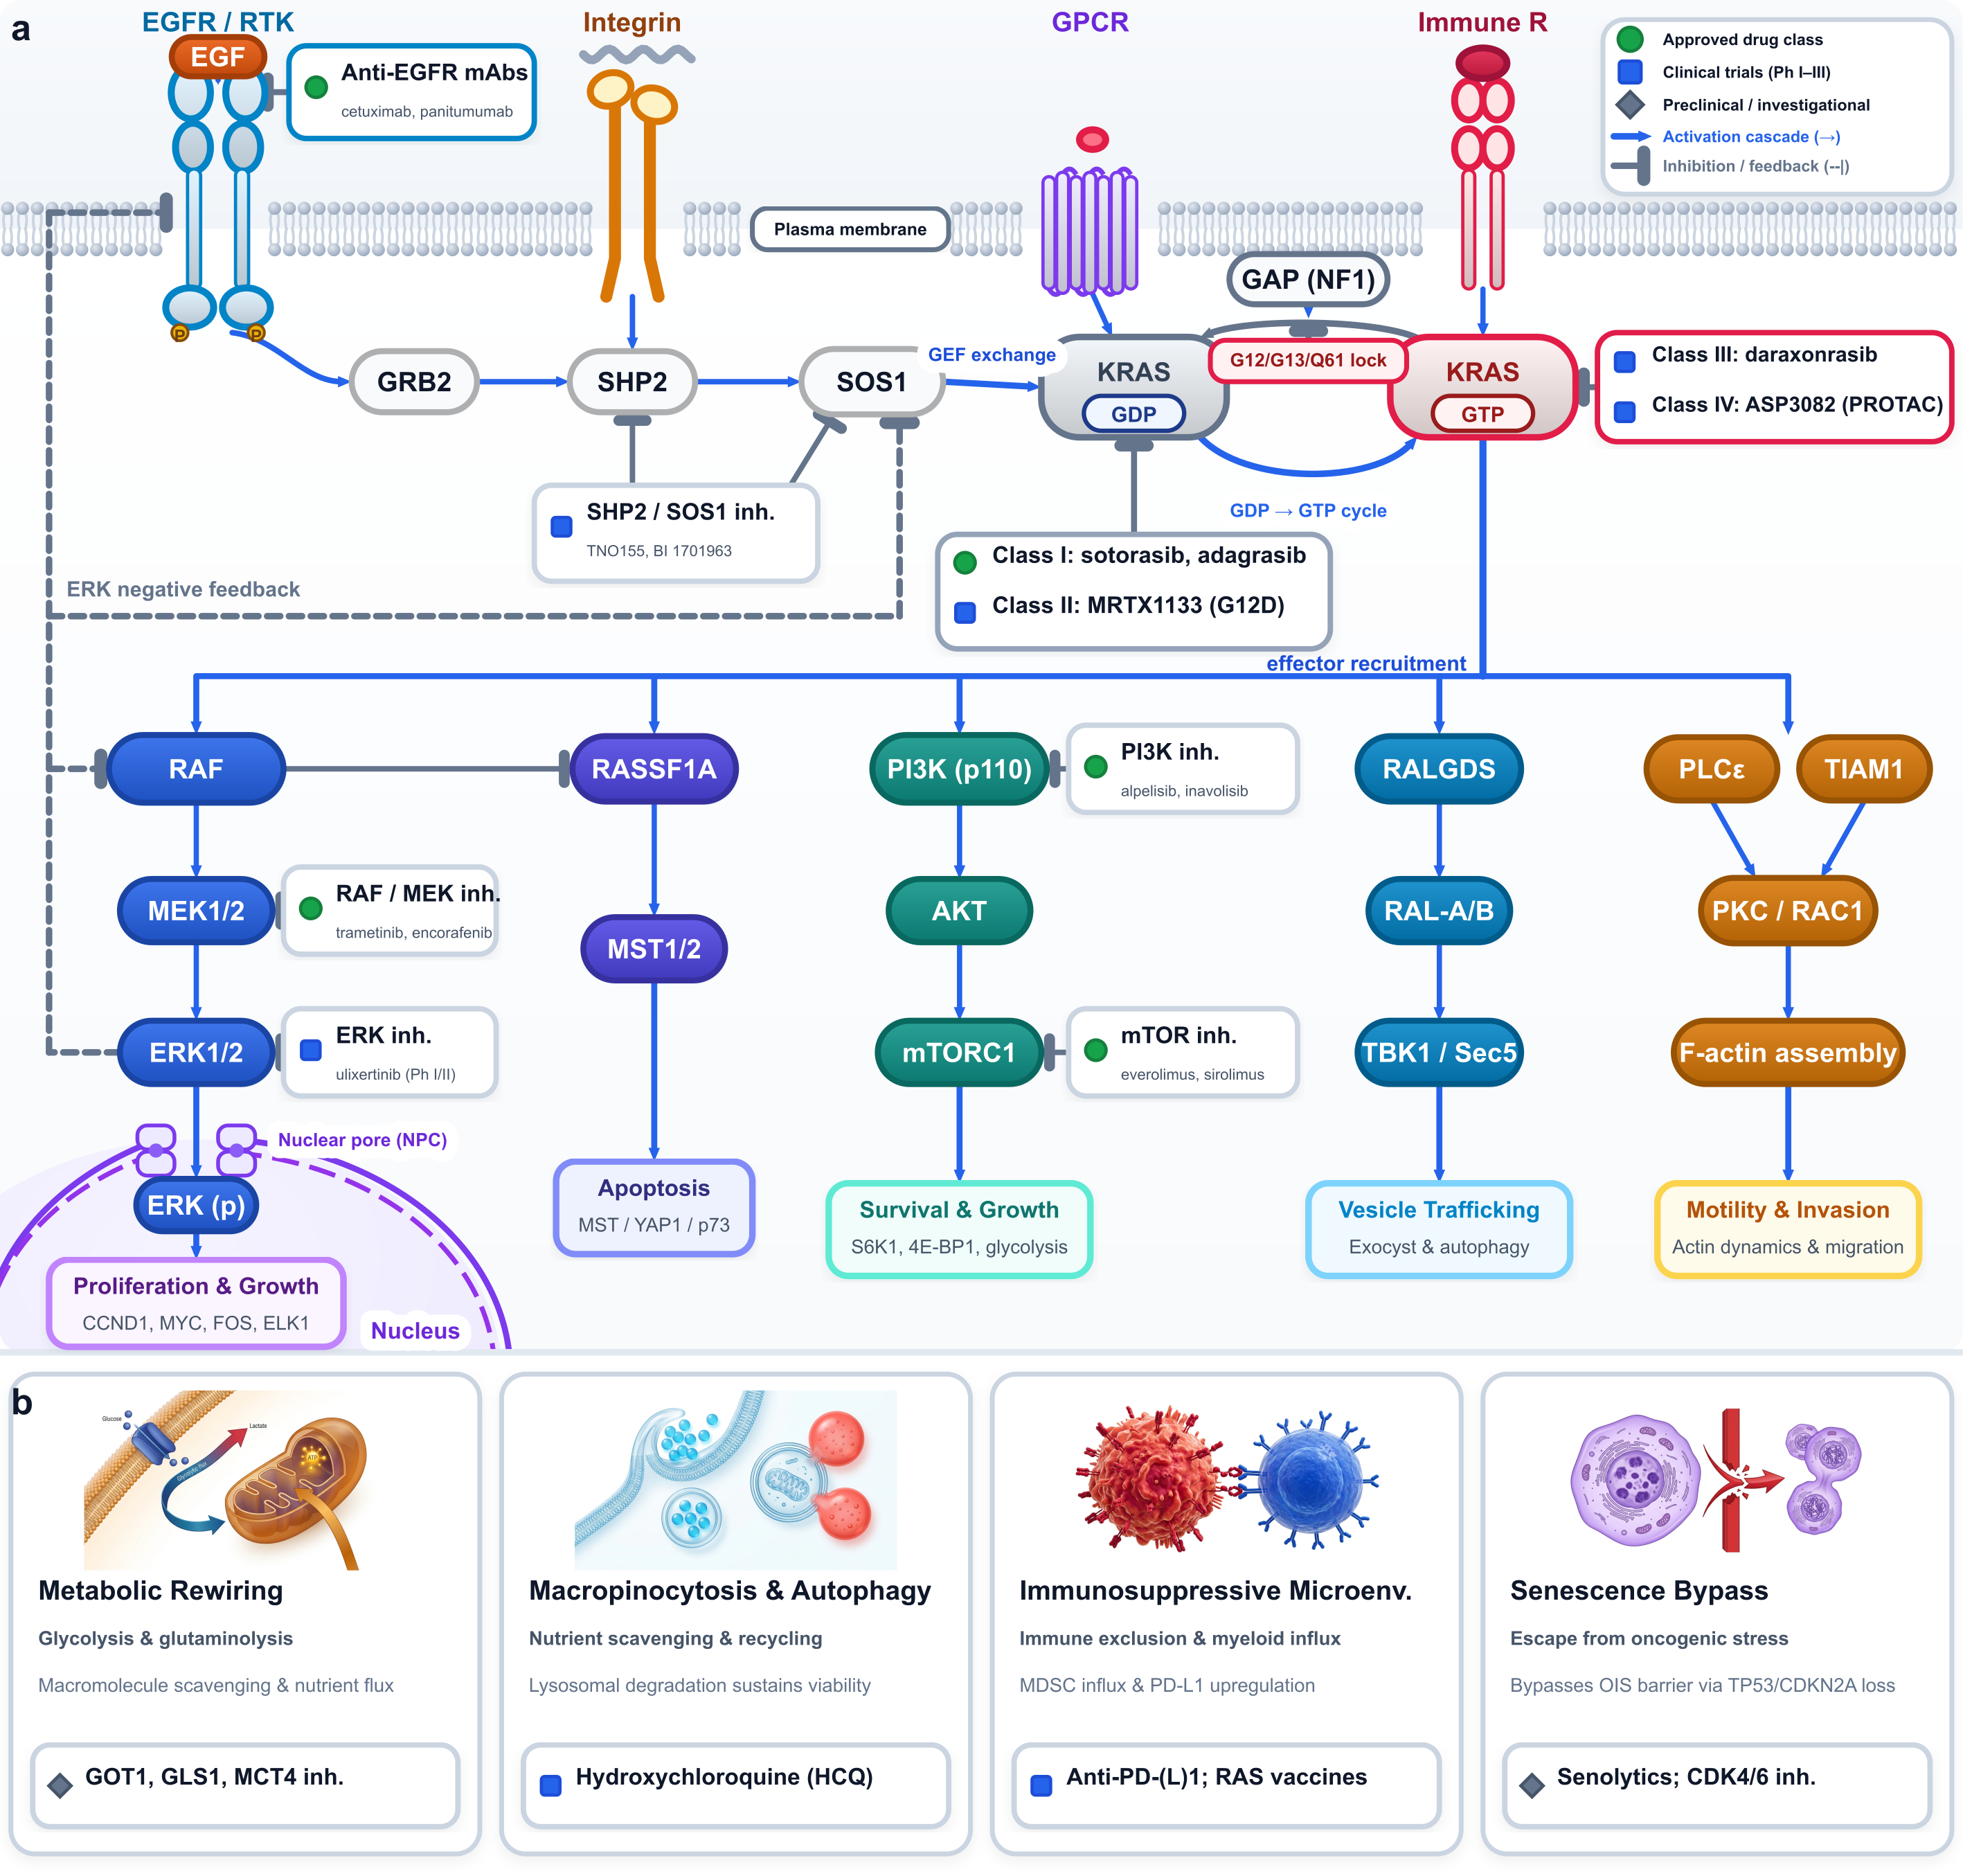 a
EGFR / RTK
Integrin
GPCR
Immune R
EGF
Anti-EGFR mAbs
cetuximab, panitumumab
Approved drug class
Clinical trials (Ph I–III)
Preclinical / investigational
Activation cascade (→)
Inhibition / feedback (--|)
Plasma membrane
GAP (NF1)
P
P
GRB2
SHP2
SOS1
GEF exchange
KRAS
GDP
G12/G13/Q61 lock
KRAS
GTP
Class III: daraxonrasib
Class IV: ASP3082 (PROTAC)
SHP2 / SOS1 inh.
TNO155, BI 1701963
GDP → GTP cycle
Class I: sotorasib, adagrasib
Class II: MRTX1133 (G12D)
ERK negative feedback
effector recruitment
RAF
RASSF1A
PI3K (p110)
PI3K inh.
alpelisib, inavolisib
RALGDS
PLCε
TIAM1
MEK1/2
RAF / MEK inh.
trametinib, encorafenib
MST1/2
AKT
RAL-A/B
PKC / RAC1
ERK1/2
ERK inh.
ulixertinib (Ph I/II)
mTORC1
mTOR inh.
everolimus, sirolimus
TBK1 / Sec5
F-actin assembly
Nuclear pore (NPC)
ERK (p)
Apoptosis
MST / YAP1 / p73
Survival & Growth
S6K1, 4E-BP1, glycolysis
Vesicle Trafficking
Exocyst & autophagy
Motility & Invasion
Actin dynamics & migration
Proliferation & Growth
CCND1, MYC, FOS, ELK1
Nucleus
b
Glucose
Lactate
Glycolytic flux
ATP
Metabolic Rewiring
Glycolysis & glutaminolysis
Macromolecule scavenging & nutrient flux
GOT1, GLS1, MCT4 inh.
Macropinocytosis & Autophagy
Nutrient scavenging & recycling
Lysosomal degradation sustains viability
Hydroxychloroquine (HCQ)
Immunosuppressive Microenv.
Immune exclusion & myeloid influx
MDSC influx & PD-L1 upregulation
Anti-PD-(L)1; RAS vaccines
Senescence Bypass
Escape from oncogenic stress
Bypasses OIS barrier via TP53/CDKN2A loss
Senolytics; CDK4/6 inh.